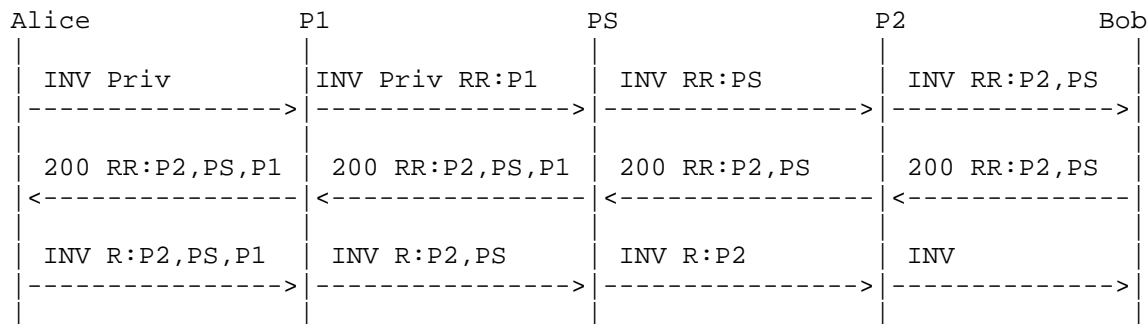 Alice P1 PS P2 Bob
INV Priv INV Priv RR:P1 INV RR:PS INV RR:P2,PS
200 RR:P2,PS,P1 200 RR:P2,PS,P1 200 RR:P2,PS 200 RR:P2,PS
INV R:P2,PS,P1 INV R:P2,PS INV R:P2 INV